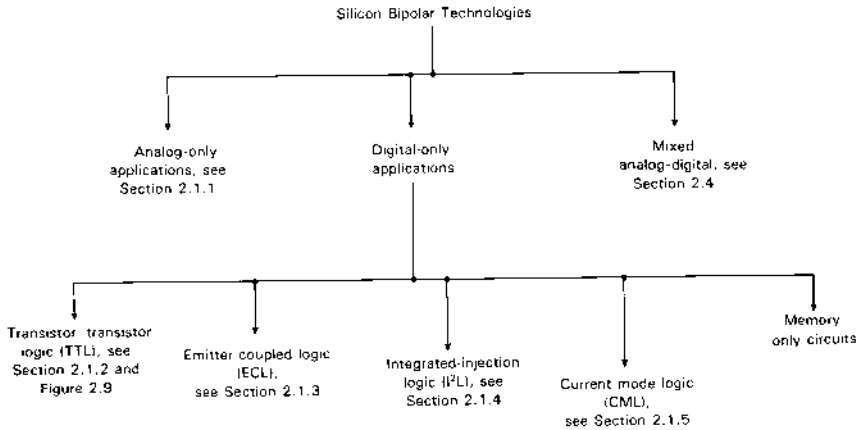 Silicon Bipolar Technologies
Analog-only
applications, see
Section 2.1.1
Digital-only
applications
Mixed
analog-digital, see
Section 2.4
Transistor transistor
logic (TTL), see
Section 2.1.2 and
Figure 2.9
Emitter coupled logic
(ECL),
see Section 2.1.3
Integrated-injection
logic (I²L), see
Section 2.1.4
Current mode logic
(CML),
see Section 2.1.5
Memory
only circuits